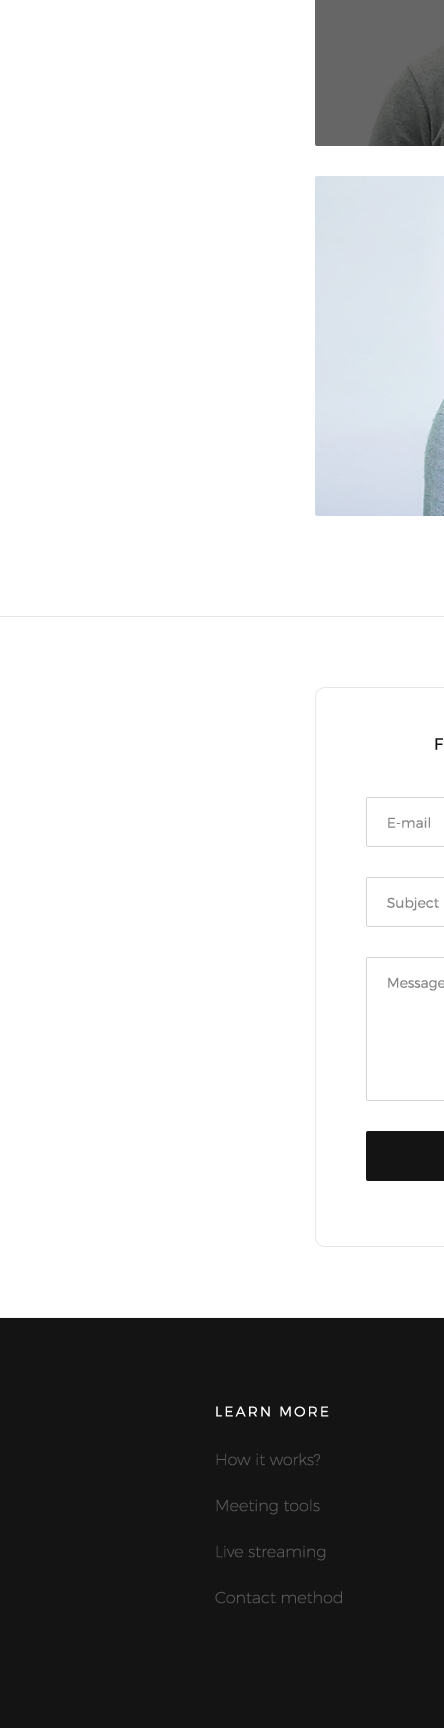 F
E-mail
Subject
Message
LEARN MORE
How it works?
Meeting tools
Live streaming
Contact method